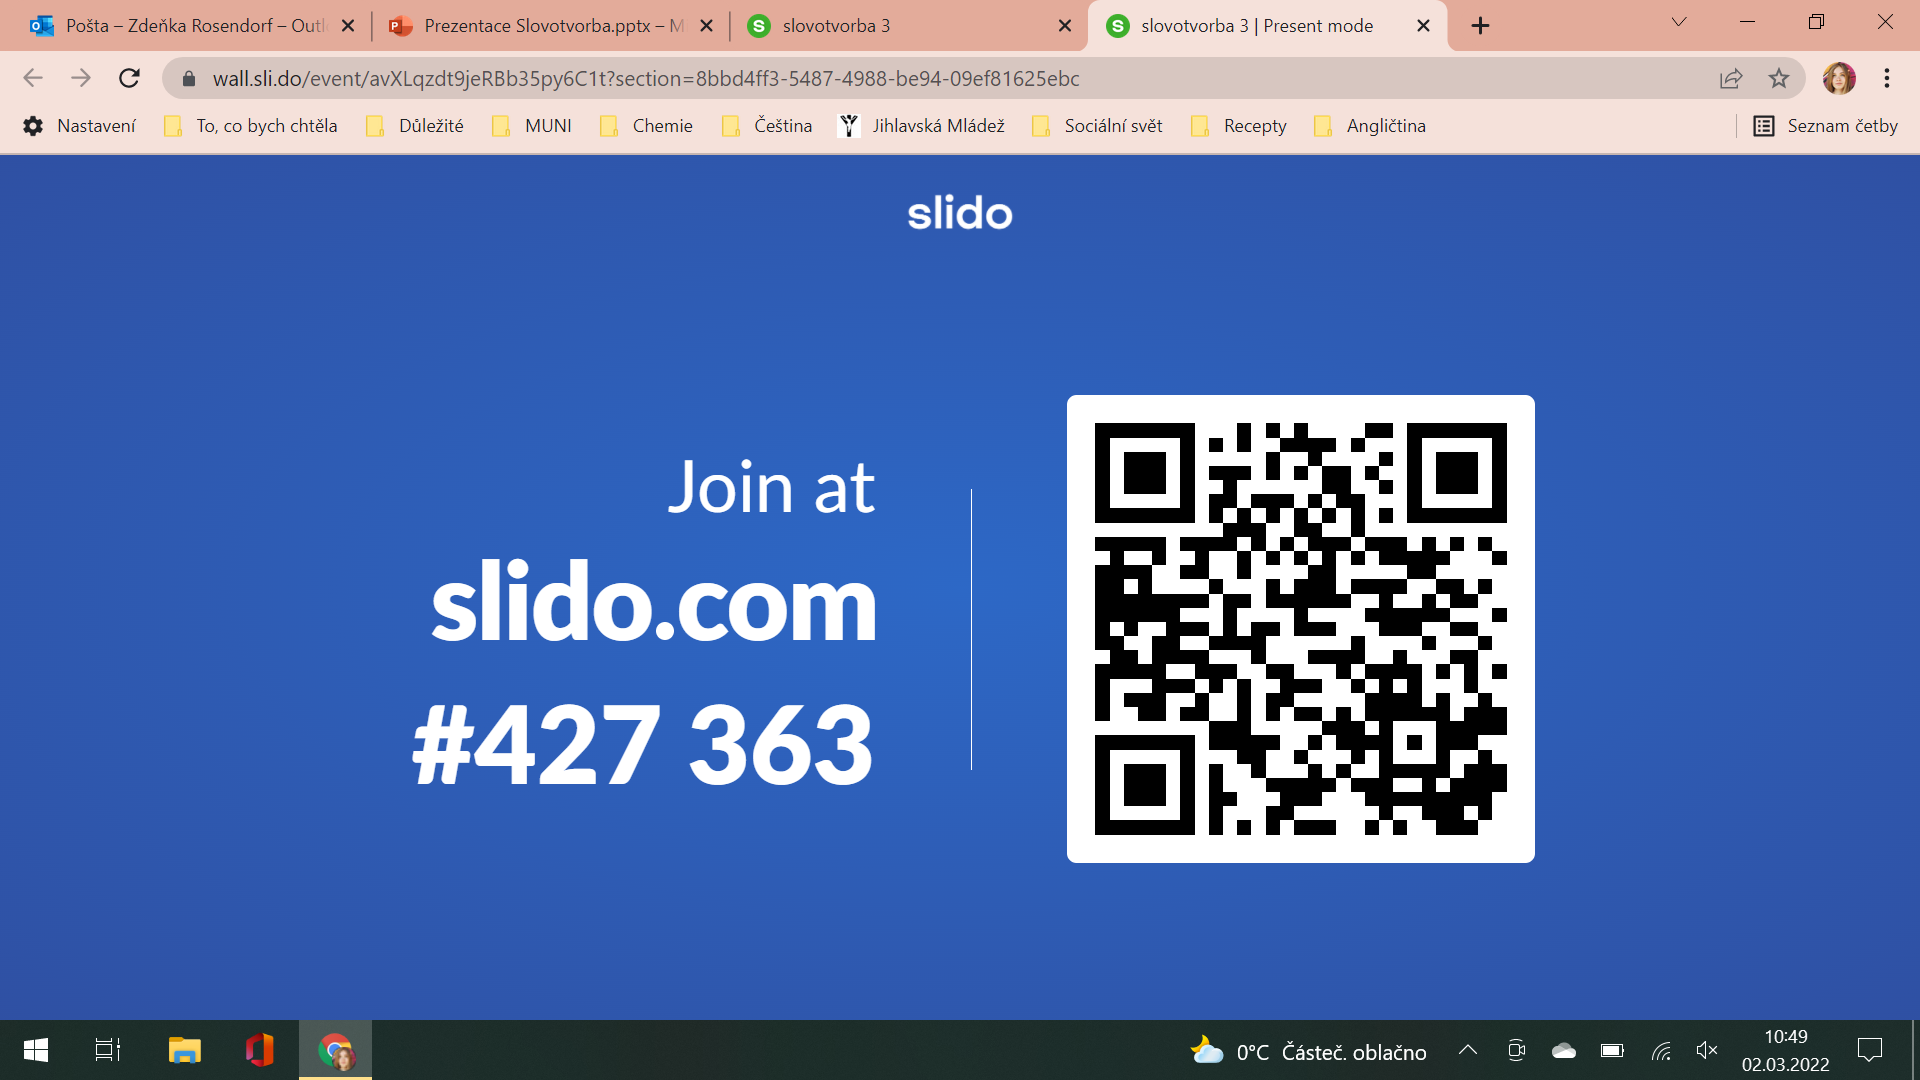 Pošta – Zdeňka Rosendorf – Outl
Prezentace Slovotvorba.pptx – M
slovotvorba 3
slovotvorba 3 | Present mode
wall.sli.do/event/avXLqzdt9jeRBb35py6C1t?section=8bbd4ff3-5487-4988-be94-09ef81625ebc
Nastavení
To, co bych chtěla
Důležité
MUNI
Chemie
Čeština
Jihlavská Mládež
Sociální svět
Recepty
Angličtina
Seznam četby
slido
Join at
slido.com
#427 363
0°C Částeč. oblačno
10:49
02.03.2022